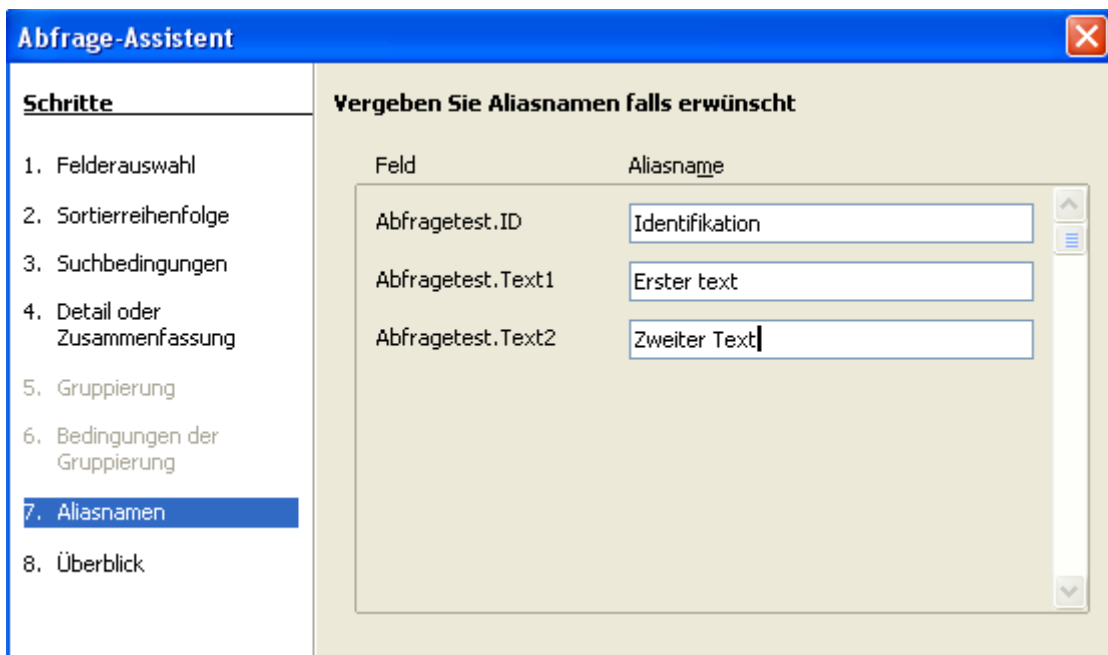 Abfrage-Assistent
Schritte
1. Felderauswahl
2. Sortierreihenfolge
3. Suchbedingungen
4. Detail oder
Zusammenfassung
5. Gruppierung
6. Bedingungen der
Gruppierung
7. Aliasnamen
8. Überblick
Vergeben Sie Aliasnamen falls erwünscht
Feld Aliasname
Abfragetest.ID Identifikation
Abfragetest.Text1 Erster text
Abfragetest.Text2 Zweiter Text